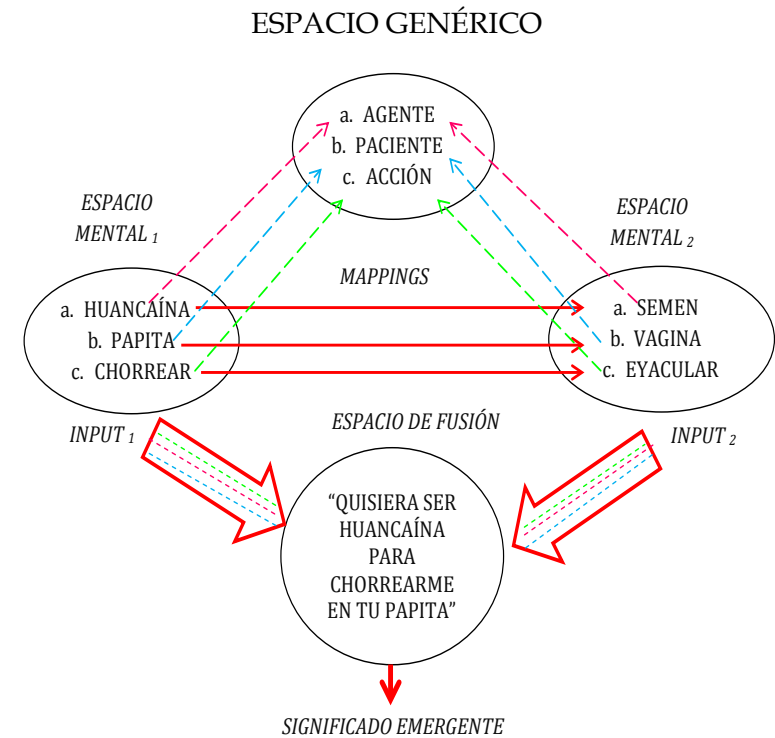 ESPACIO GENÉRICO
a. AGENTE
b. PACIENTE
c. ACCIÓN
ESPACIO
MENTAL 1
ESPACIO
MENTAL 2
MAPPINGS
a. HUANCAÍNA
b. PAPITA
c. CHORREAR
a. SEMEN
b. VAGINA
c. EYACULAR
INPUT 1
ESPACIO DE FUSIÓN
INPUT 2
“QUISIERA SER
HUANCAÍNA
PARA
CHORREARME
EN TU PAPITA”
SIGNIFICADO EMERGENTE